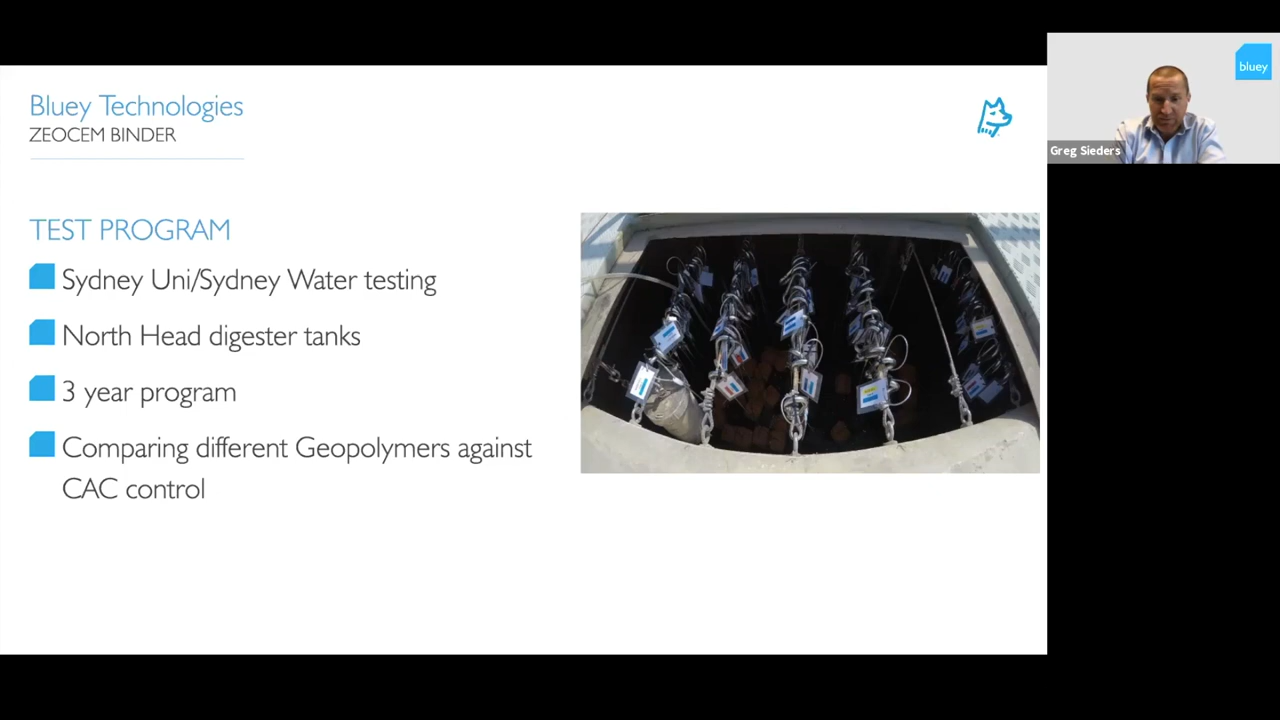 Bluey Technologies
ZEOCEM BINDER
TEST PROGRAM
Sydney Uni/Sydney Water testing
North Head digester tanks
3 year program
Comparing different Geopolymers against
CAC control
bluey
Greg Sieders